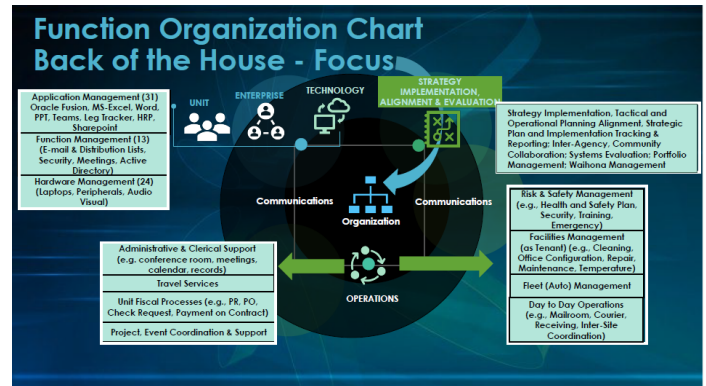 Function Organization Chart
Back of the House - Focus
UNIT
ENTERPRISE
TECHNOLOGY
STRATEGY
IMPLEMENTATION,
ALIGNMENT & EVALUATION
Application Management (31)
Oracle Fusion, MS-Excel, Word,
PPT, Teams, Leg Tracker, HRP,
Sharepoint
Function Management (13)
(E-mail & Distribution Lists,
Security, Meetings, Active
Directory)
Hardware Management (24)
(Laptops, Peripherals, Audio
Visual)
Strategy Implementation, Tactical and
Operational Planning Alignment, Strategic
Plan and Implementation Tracking &
Reporting; Inter-Agency, Community
Collaboration; Systems Evaluation; Portfolio
Management; Waihona Management
Communications
Communications
Organization
Risk & Safety Management
(e.g., Health and Safety Plan,
Security, Training,
Emergency)
Facilities Management
(as Tenant) (e.g., Cleaning,
Office Configuration, Repair,
Maintenance, Temperature)
Fleet (Auto) Management
Day to Day Operations
(e.g., Mailroom, Courier,
Receiving, Inter-Site
Coordination)
Administrative & Clerical Support
(e.g. conference room, meetings,
calendar, records)
Travel Services
Unit Fiscal Processes (e.g., PR, PO,
Check Request, Payment on Contract)
Project, Event Coordination & Support
OPERATIONS